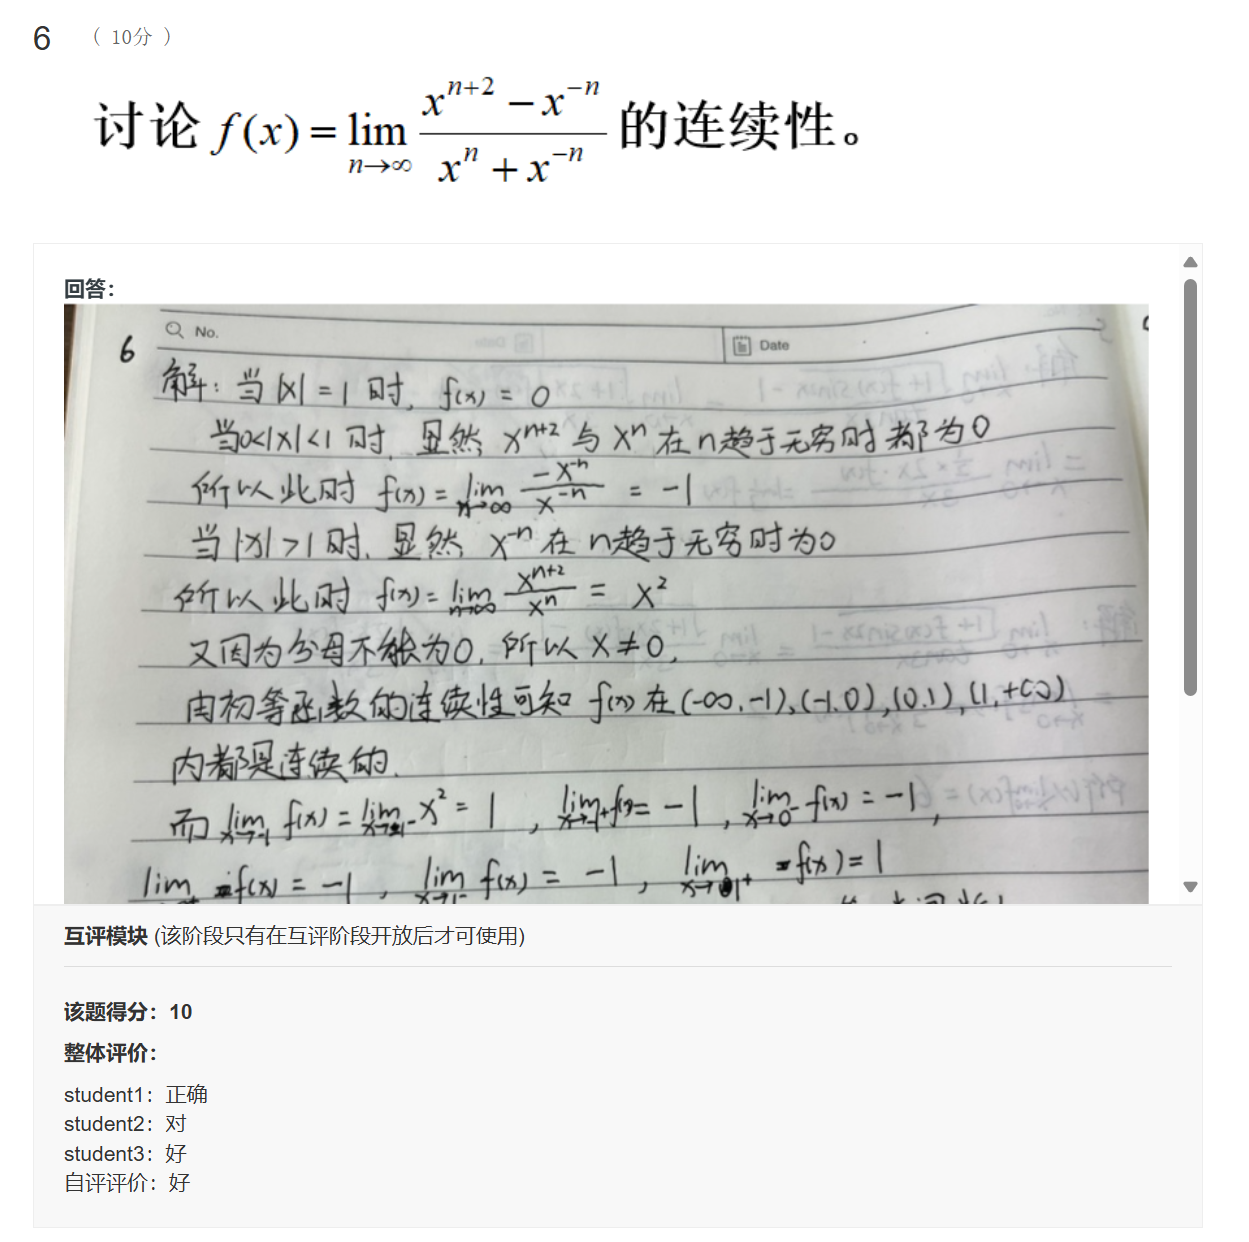 6 （ 10分 ）
讨论 f(x) = lim_{n→∞} \frac{x^{n+2} - x^{-n}}{x^n + x^{-n}} 的连续性。
回答：
No.
Date
6
解：当 |x| = 1 时, f(x) = 0
当0<|x|<1 时, 显然 x^{n+2} 与 x^n 在 n趋于无穷时都为0
所以此时 f(x) = lim_{n→∞} \frac{-x^{-n}}{x^{-n}} = -1
当 |x|>1 时, 显然 x^{-n} 在 n趋于无穷时为0
所以此时 f(x) = lim_{n→∞} \frac{x^{n+2}}{x^n} = x^2
又因为分母不能为0, 所以 x ≠ 0,
由初等函数的连续性可知 f(x) 在 (-∞, -1), (-1,0), (0,1), (1,+∞)
内都是连续的.
而 lim f(x) = lim x^2 = 1 , lim_{x→-1^+} f(x) = -1 , lim_{x→0^-} f(x) = -1 ,
lim f(x) = -1 , lim_{x→1^-} f(x) = -1 , lim_{x→1^+} f(x) = 1
互评模块 (该阶段只有在互评阶段开放后才可使用)
该题得分：10
整体评价：
student1：正确
student2：对
student3：好
自评评价：好